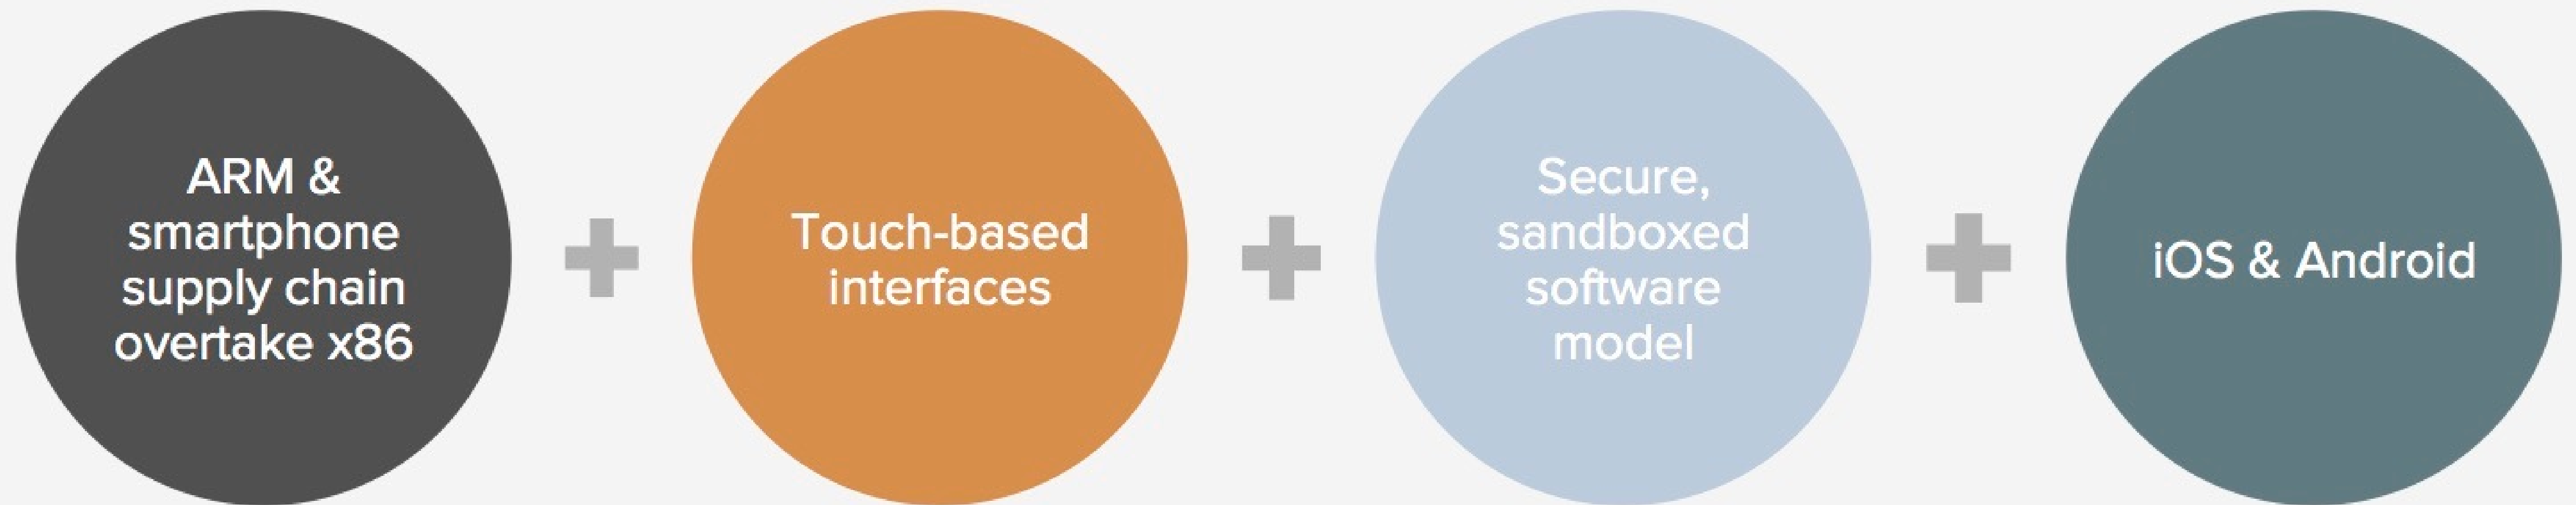 ARM &
smartphone
supply chain
overtake x86
Touch-based
interfaces
Secure,
sandboxed
software
model
iOS & Android